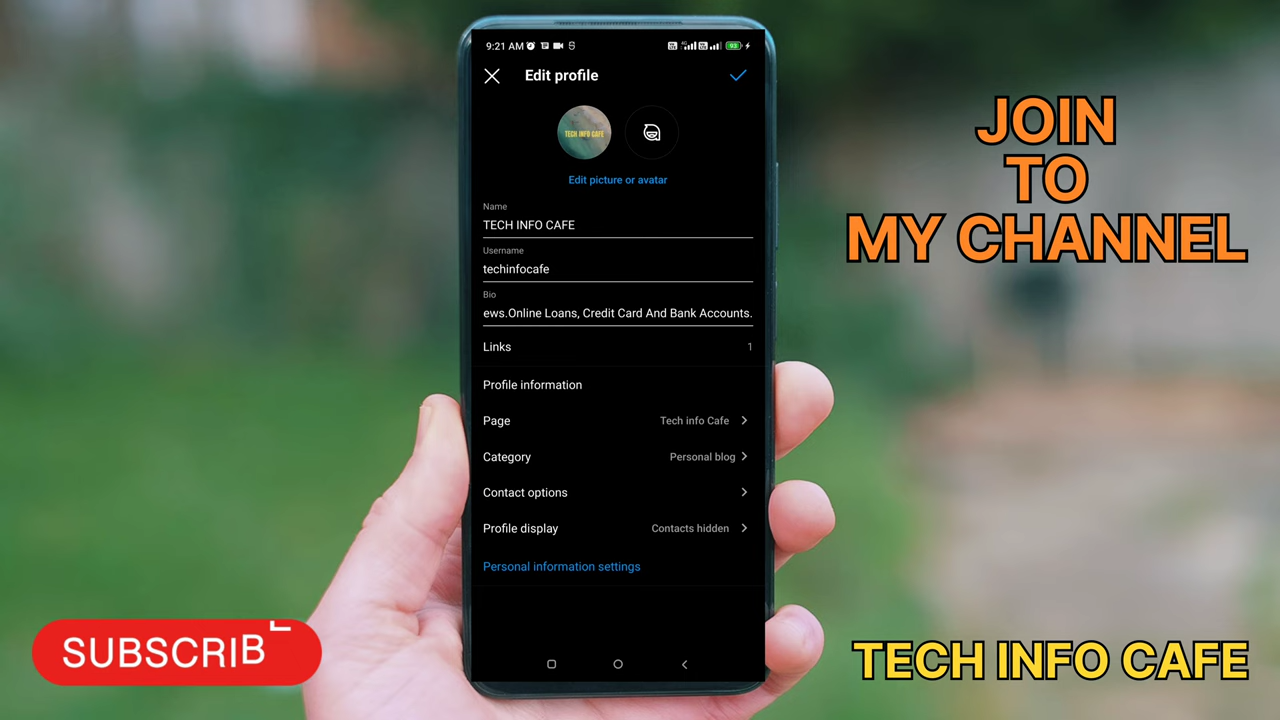 9:21 AM
93
Edit profile
TECH INFO CAFE
Edit picture or avatar
Name
TECH INFO CAFE
Username
techinfocafe
Bio
ews.Online Loans, Credit Card And Bank Accounts.
Links 1
Profile information
Page Tech info Cafe
Category Personal blog
Contact options
Profile display Contacts hidden
Personal information settings
JOIN
TO
MY CHANNEL
SUBSCRIBL
TECH INFO CAFE